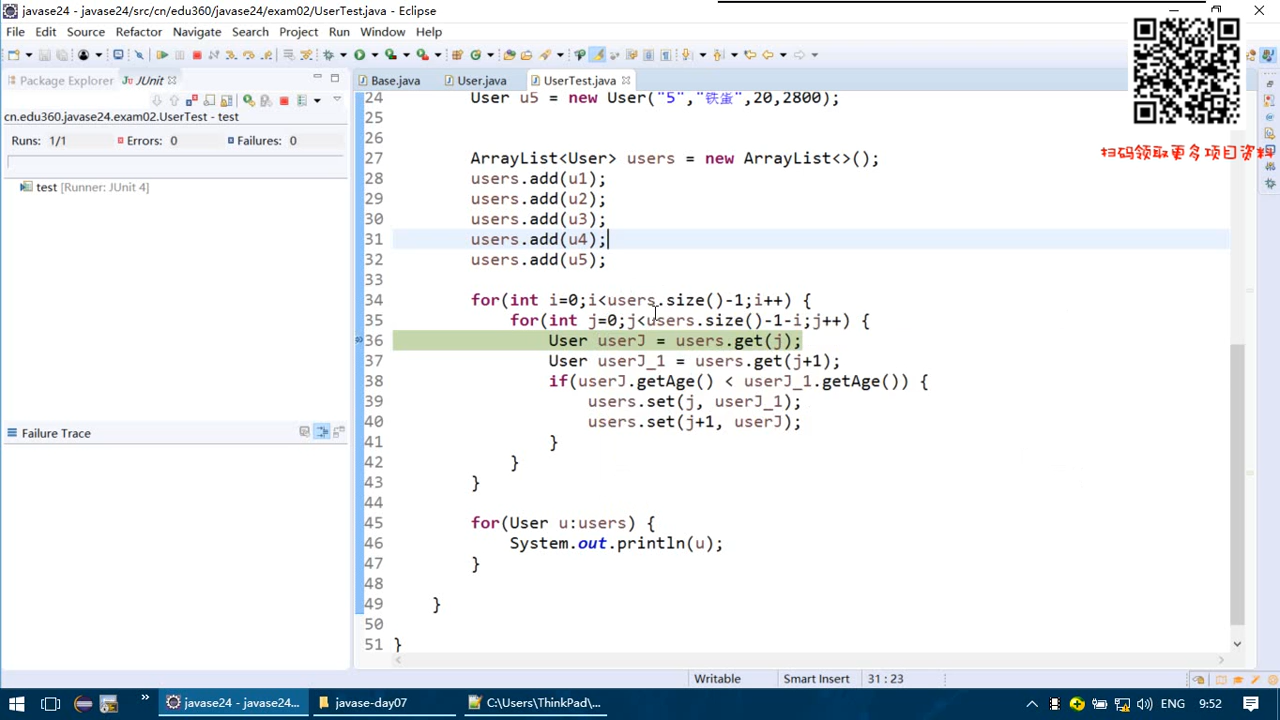 javase24 - javase24/src/cn/edu360/javase24/exam02/UserTest.java - Eclipse
File Edit Source Refactor Navigate Search Project Run Window Help
Package Explorer JUnit
Base.java User.java UserTest.java
cn.edu360.javase24.exam02.UserTest - test
Runs: 1/1 Errors: 0 Failures: 0
test [Runner: JUnit 4]
Failure Trace
扫码领取更多项目资料
24 User u5 = new User("5","铁蛋",20,2800);
25
26
27 ArrayList<User> users = new ArrayList<>();
28 users.add(u1);
29 users.add(u2);
30 users.add(u3);
31 users.add(u4);
32 users.add(u5);
33
34 for(int i=0;i<users.size()-1;i++) {
35 for(int j=0;j<users.size()-1-i;j++) {
36 User userJ = users.get(j);
37 User userJ_1 = users.get(j+1);
38 if(userJ.getAge() < userJ_1.getAge()) {
39 users.set(j, userJ_1);
40 users.set(j+1, userJ);
41 }
42 }
43 }
44
45 for(User u:users) {
46 System.out.println(u);
47 }
48
49 }
50
51 }
Writable Smart Insert 31 : 23
javase24 - javase24... javase-day07 C:\Users\ThinkPad\... ENG 9:52